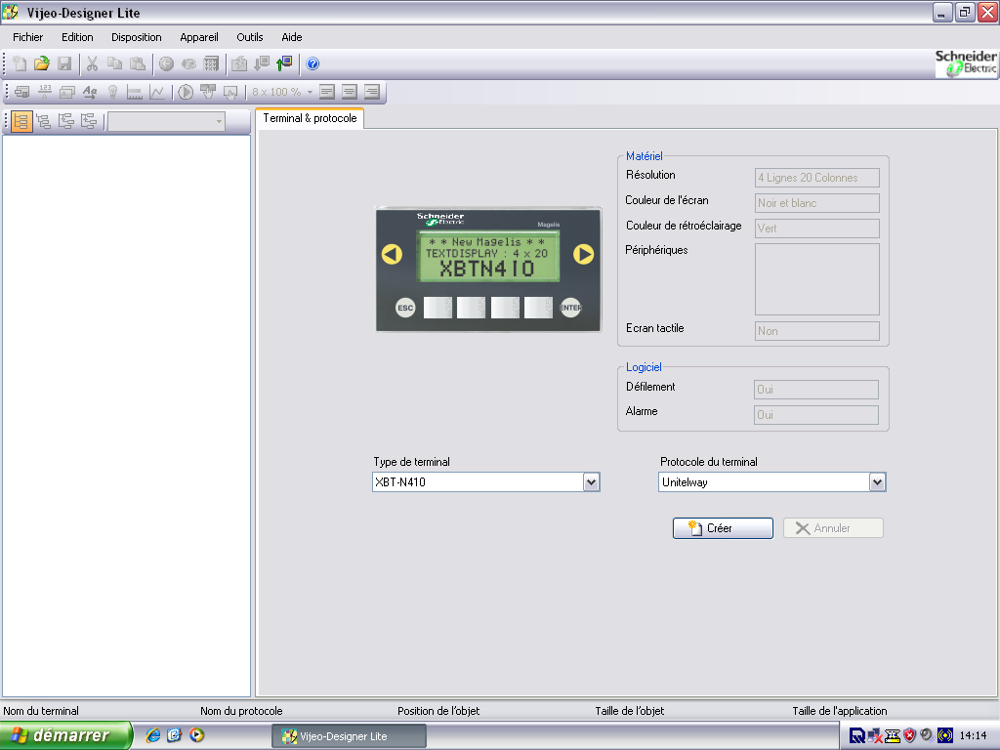 Vijeo-Designer Lite
Fichier Edition Disposition Appareil Outils Aide
Schneider
Electric
123
8 x 100 %
Terminal & protocole
Matériel
Résolution 4 Lignes 20 Colonnes
Couleur de l'écran Noir et blanc
Couleur de rétroéclairage Vert
Périphériques
Ecran tactile Non
Schneider
Electric
Magelis
* * New Magelis * *
TEXTDISPLAY : 4 x 20
XBTN410
ESC ENTER
Logiciel
Défilement Oui
Alarme Oui
Type de terminal Protocole du terminal
XBT-N410 Unitelway
Créer Annuler
Nom du terminal Nom du protocole Position de l'objet Taille de l'objet Taille de l'application
démarrer Vijeo-Designer Lite 14:14